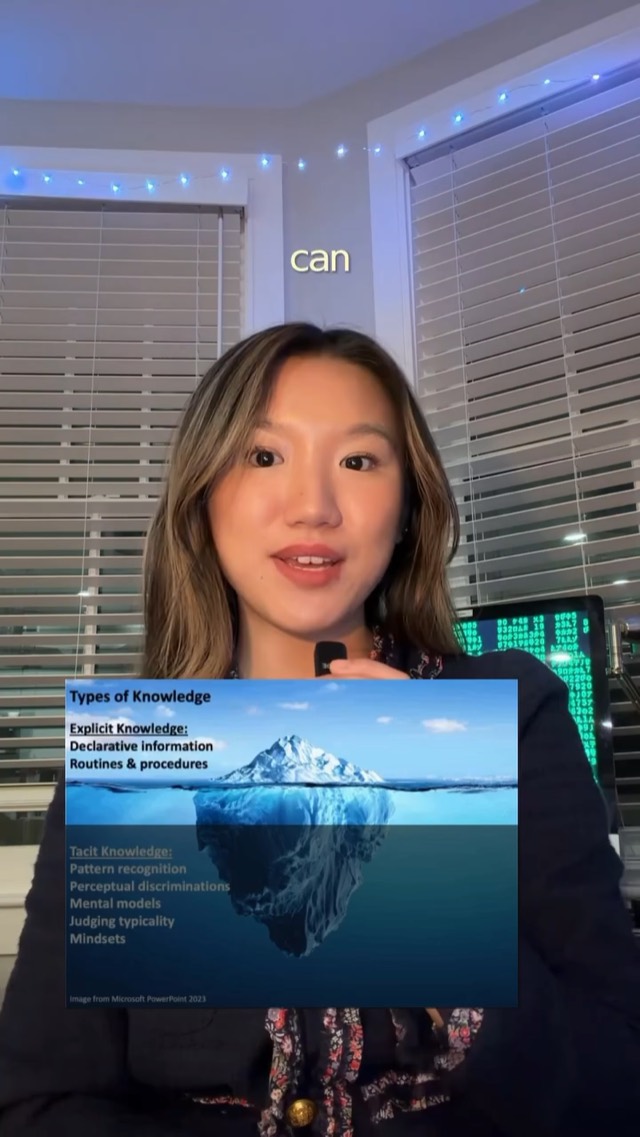 can
Types of Knowledge
Explicit Knowledge:
Declarative information
Routines & procedures
Tacit Knowledge:
Pattern recognition
Perceptual discriminations
Mental models
Judging typicality
Mindsets
Image from Microsoft PowerPoint 2023